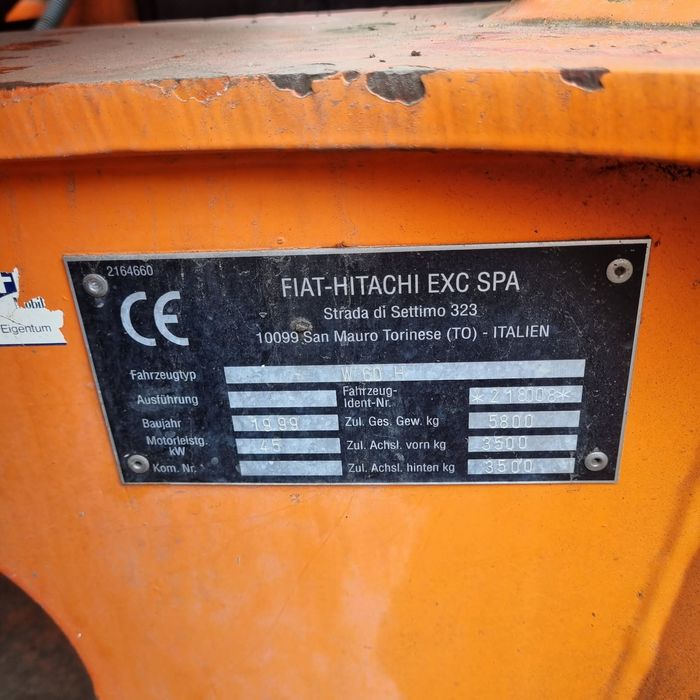 2164660
FIAT-HITACHI EXC SPA
Strada di Settimo 323
10099 San Mauro Torinese (TO) - ITALIEN
Fahrzeugtyp W 60 H
Ausführung
Fahrzeug-Ident-Nr. *218008*
Baujahr 1999
Zul. Ges. Gew. kg 5800
Motorleistg. kW 45
Zul. Achsl. vorn kg 3500
Kom. Nr.
Zul. Achsl. hinten kg 3500
Eigentum